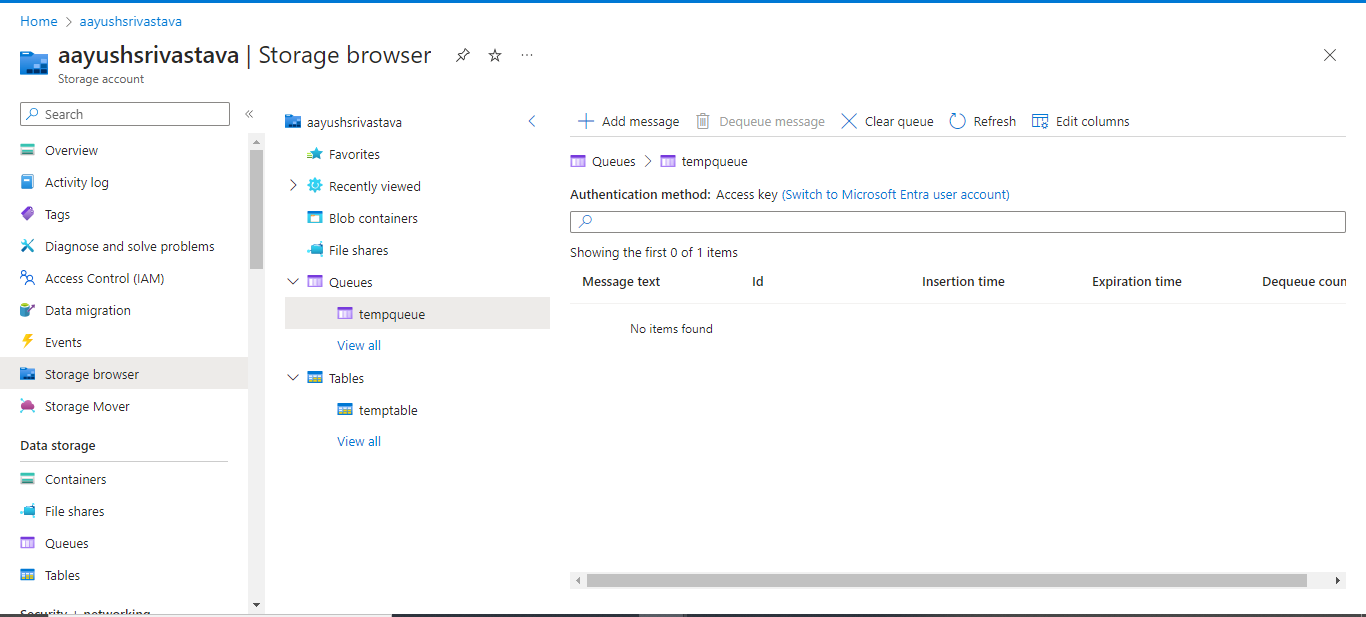 Home > aayushsrivastava
aayushsrivastava | Storage browser ...
Storage account
Search «
Overview
Activity log
Tags
Diagnose and solve problems
Access Control (IAM)
Data migration
Events
Storage browser
Storage Mover
Data storage
Containers
File shares
Queues
Tables
Security + networking
aayushsrivastava
Favorites
Recently viewed
Blob containers
File shares
Queues
tempqueue
View all
Tables
temptable
View all
Add message Dequeue message Clear queue Refresh Edit columns
Queues > tempqueue
Authentication method: Access key (Switch to Microsoft Entra user account)
Showing the first 0 of 1 items
Message text Id Insertion time Expiration time Dequeue coun
No items found